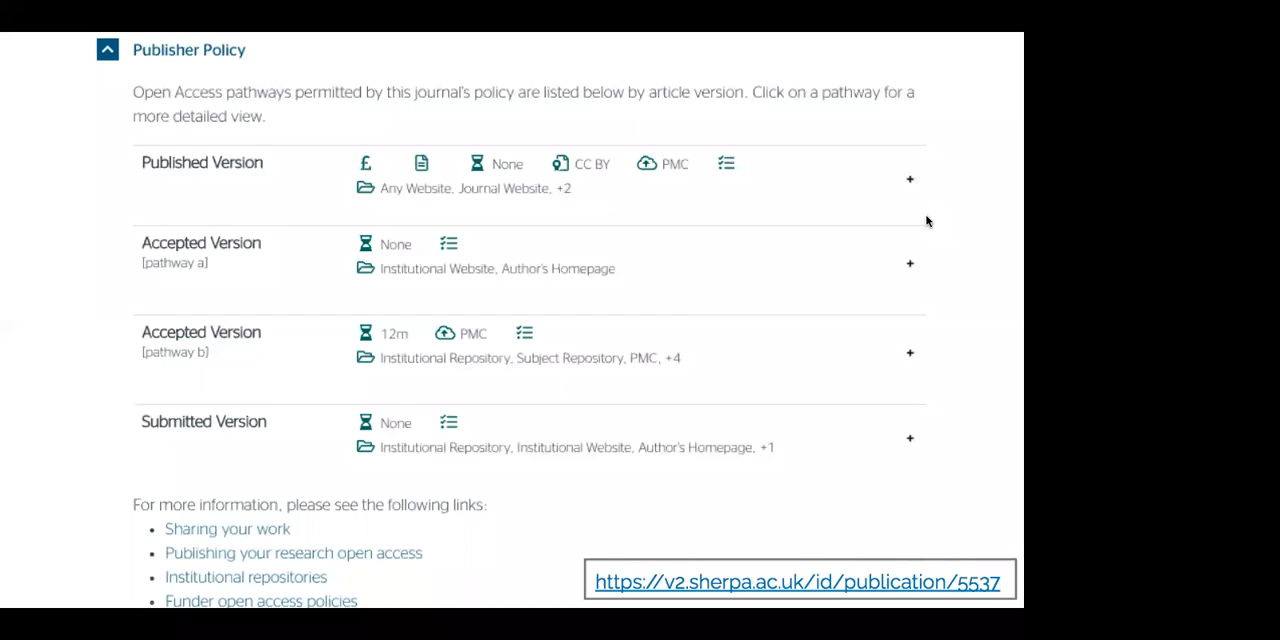 Publisher Policy
Open Access pathways permitted by this journal's policy are listed below by article version. Click on a pathway for a
more detailed view.
Published Version
£ None CC BY PMC
Any Website, Journal Website, +2
+
Accepted Version
[pathway a]
None
Institutional Website, Author's Homepage
+
Accepted Version
[pathway b]
12m PMC
Institutional Repository, Subject Repository, PMC, +4
+
Submitted Version
None
Institutional Repository, Institutional Website, Author's Homepage, +1
+
For more information, please see the following links:
• Sharing your work
• Publishing your research open access
• Institutional repositories
• Funder open access policies
https://v2.sherpa.ac.uk/id/publication/5537